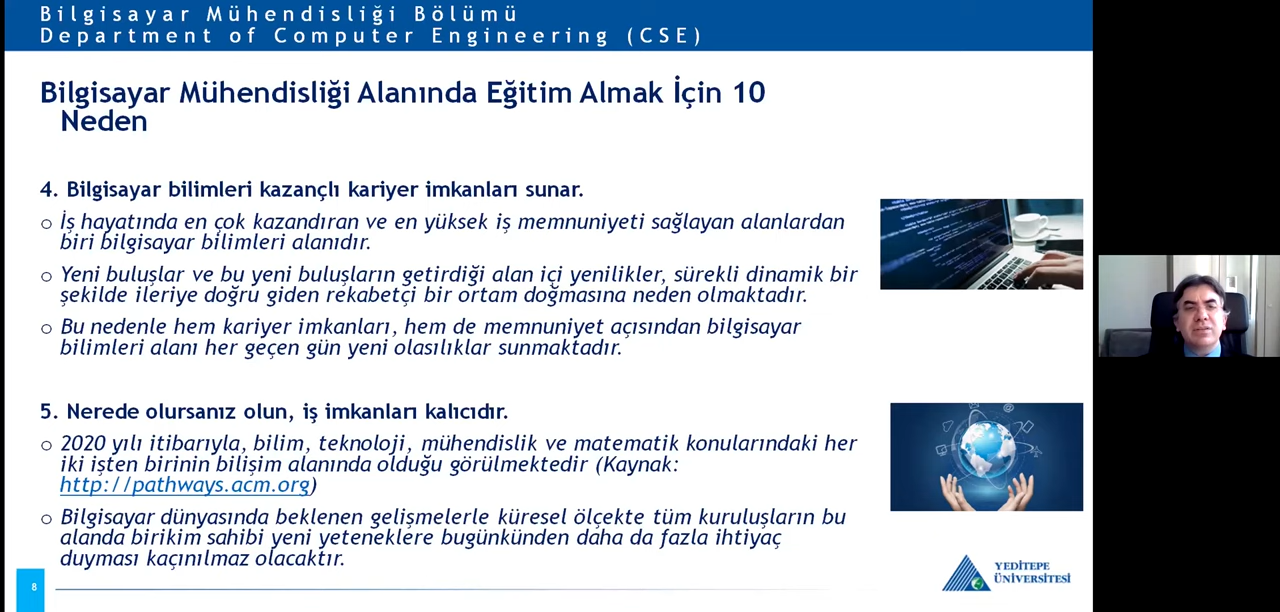 Bilgisayar Mühendisliği Bölümü
Department of Computer Engineering (CSE)
Bilgisayar Mühendisliği Alanında Eğitim Almak İçin 10
Neden
4. Bilgisayar bilimleri kazançlı kariyer imkanları sunar.
o İş hayatında en çok kazandıran ve en yüksek iş memnuniyeti sağlayan alanlardan
biri bilgisayar bilimleri alanıdır.
o Yeni buluşlar ve bu yeni buluşların getirdiği alan içi yenilikler, sürekli dinamik bir
şekilde ileriye doğru giden rekabetçi bir ortam doğmasına neden olmaktadır.
o Bu nedenle hem kariyer imkanları, hem de memnuniyet açısından bilgisayar
bilimleri alanı her geçen gün yeni olasılıklar sunmaktadır.
5. Nerede olursanız olun, iş imkanları kalıcıdır.
o 2020 yılı itibarıyla, bilim, teknoloji, mühendislik ve matematik konularındaki her
iki işten birinin bilişim alanında olduğu görülmektedir (Kaynak:
http://pathways.acm.org)
o Bilgisayar dünyasında beklenen gelişmelerle küresel ölçekte tüm kuruluşların bu
alanda birikim sahibi yeni yeteneklere bugünkünden daha da fazla ihtiyaç
duyması kaçınılmaz olacaktır.
8
YEDİTEPE
ÜNİVERSİTESİ